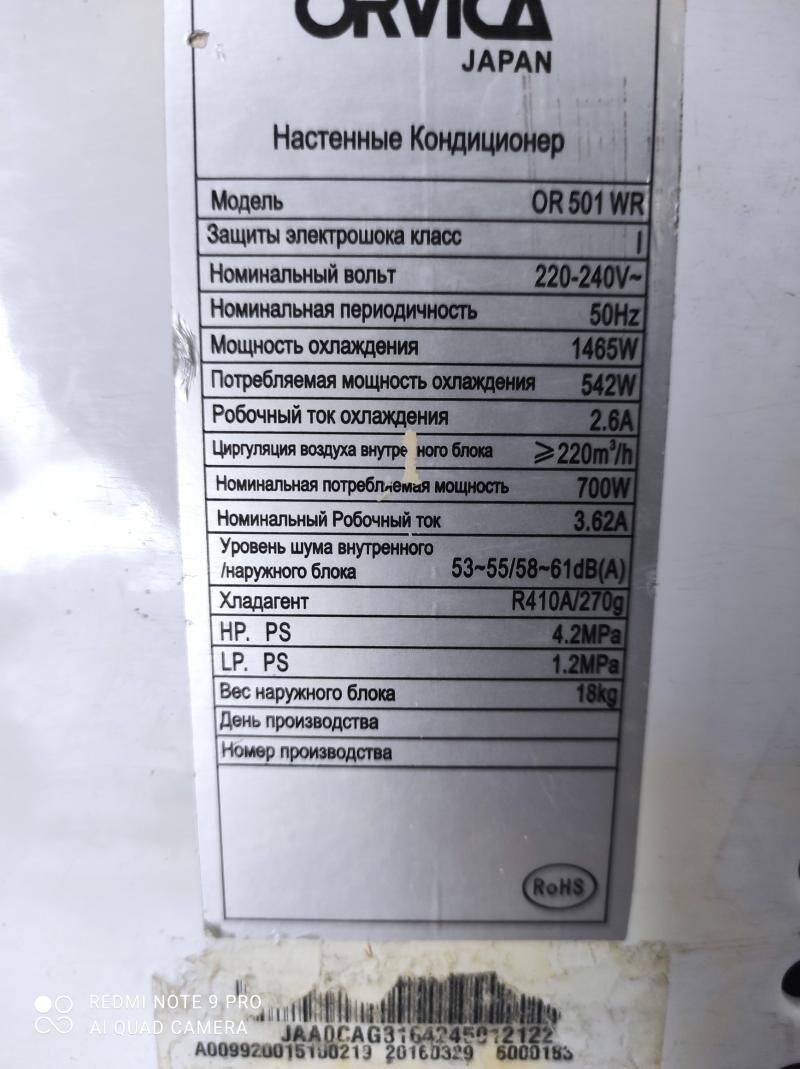 ORVICA
JAPAN
Настенные Кондиционер
Модель OR 501 WR
Защиты электрошока класс I
Номинальный вольт 220-240V~
Номинальная периодичность 50Hz
Мощность охлаждения 1465W
Потребляемая мощность охлаждения 542W
Робочный ток охлаждения 2.6A
Циргуляция воздуха внутре ного блока ⩾220m³/h
Номинальная потребляемая мощность 700W
Номинальный Робочный ток 3.62A
Уровень шума внутренного
/наружного блока 53~55/58~61dB(A)
Хладагент R410A/270g
HP. PS 4.2MPa
LP. PS 1.2MPa
Вес наружного блока 18kg
День производства
Номер производства
RoHS
REDMI NOTE 9 PRO
AI QUAD CAMERA
20160329